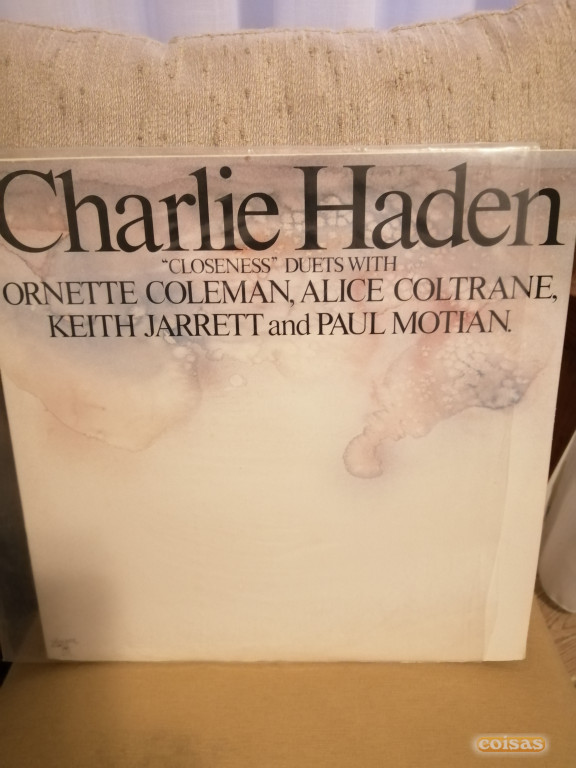 Charlie Haden
“CLOSENESS” DUETS WITH
ORNETTE COLEMAN, ALICE COLTRANE,
KEITH JARRETT and PAUL MOTIAN.
coisas